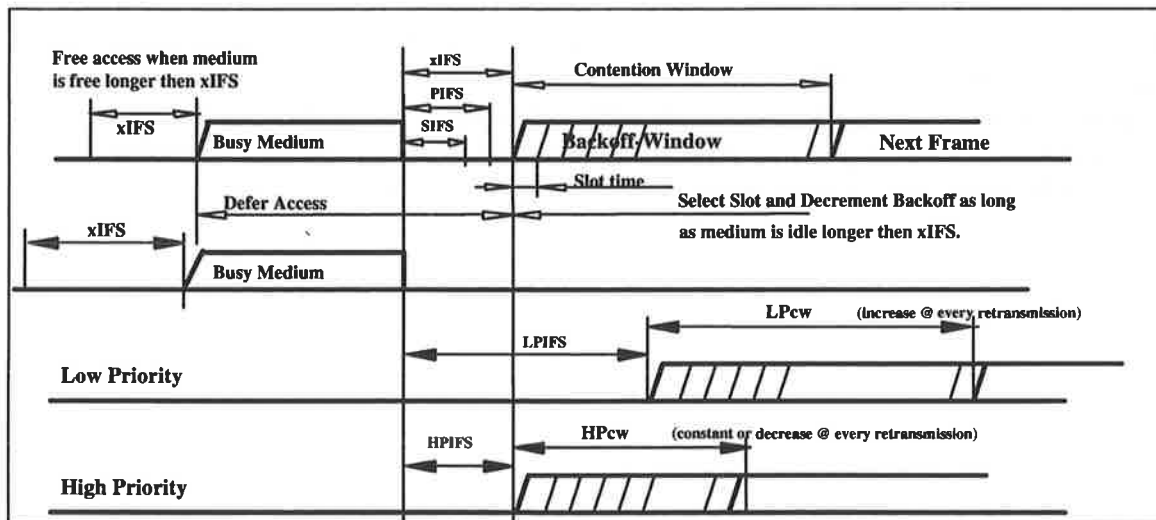 Free access when medium
is free longer then xIFS
xIFS
Busy Medium
xIFS
PIFS
SIFS
Contention Window
Backoff-Window
Next Frame
Slot time
Defer Access
Select Slot and Decrement Backoff as long
as medium is idle longer then xIFS.
xIFS
Busy Medium
LPcw (increase @ every retransmission)
LPIFS
Low Priority
HPcw (constant or decrease @ every retransmission)
HPIFS
High Priority